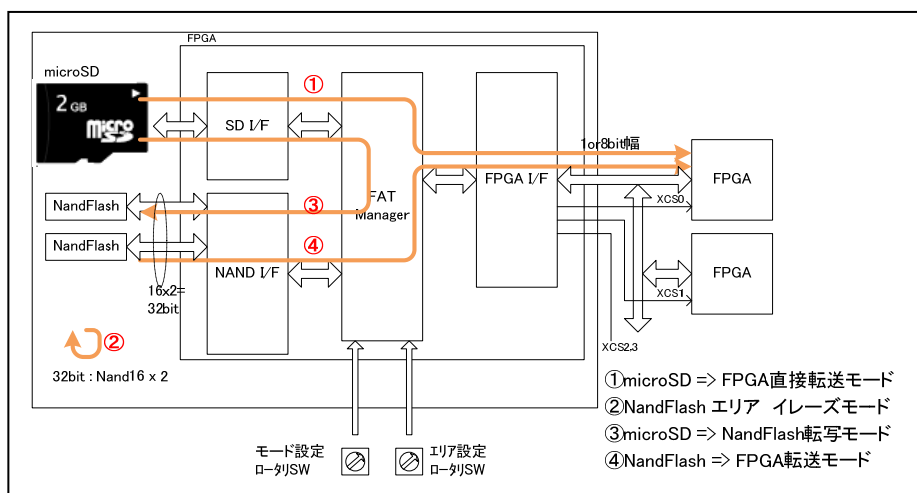 FPGA
microSD
2 GB
micro
SD
SD I/F
①
1or8bit幅
FPGA I/F
FPGA
FAT
Manager
NandFlash
③
XCS0
NandFlash
④
NAND I/F
FPGA
16x2=
32bit
XCS1
②
XCS2,3
32bit : Nand16 x 2
①microSD => FPGA直接転送モード
②NandFlash エリア イレーズモード
③microSD => NandFlash転写モード
④NandFlash => FPGA転送モード
モード設定
ロータリSW
エリア設定
ロータリSW